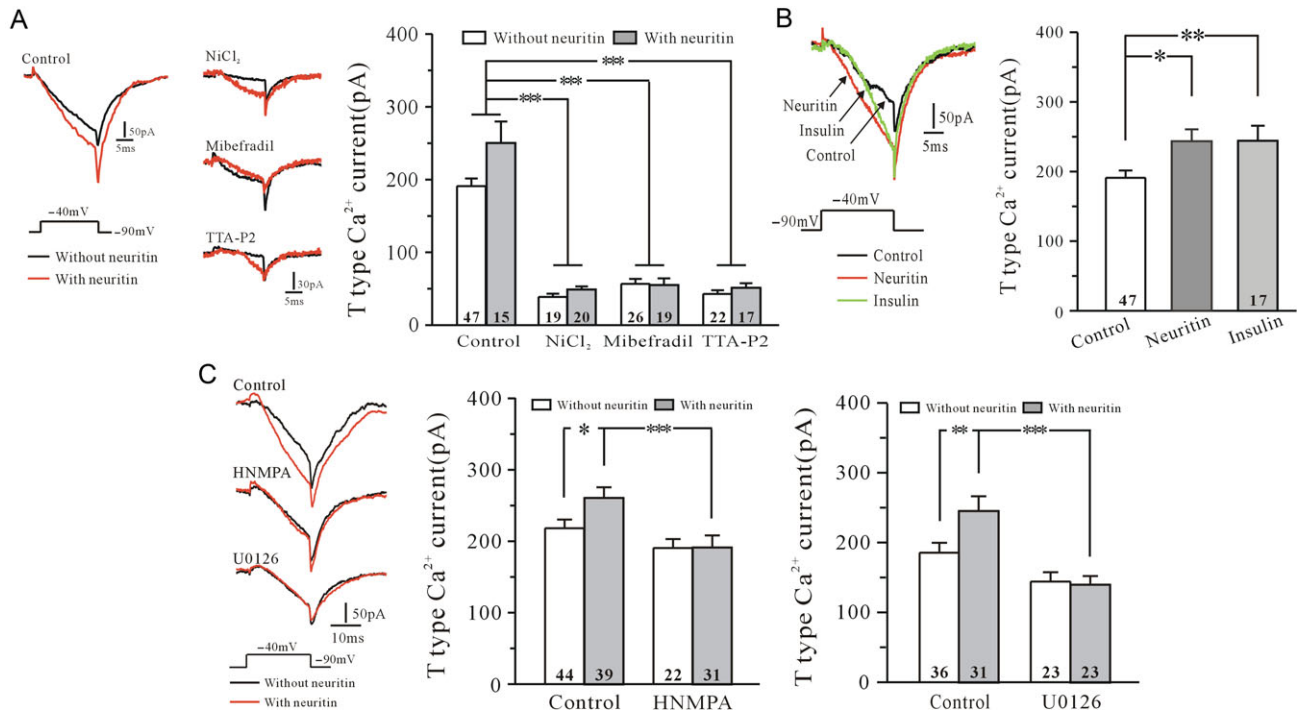 A
Control
50pA
5ms
−40mV
−90mV
Without neuritin
With neuritin
NiCl₂
Mibefradil
TTA-P2
30pA
5ms
T type Ca²⁺ current(pA)
400
300
200
100
0
Without neuritin With neuritin
***
***
***
47 15 19 20 26 19 22 17
Control NiCl₂ Mibefradil TTA-P2
B
Neuritin
Insulin
Control
50pA
5ms
−40mV
−90mV
Control
Neuritin
Insulin
T type Ca²⁺ current(pA)
400
300
200
100
0
**
*
47 17
Control Neuritin Insulin
C
Control
HNMPA
U0126
50pA
10ms
−40mV
−90mV
Without neuritin
With neuritin
T type Ca²⁺ current(pA)
400
300
200
100
0
Without neuritin With neuritin
* ***
44 39 22 31
Control HNMPA
T type Ca²⁺ current(pA)
400
300
200
100
0
Without neuritin With neuritin
** ***
36 31 23 23
Control U0126